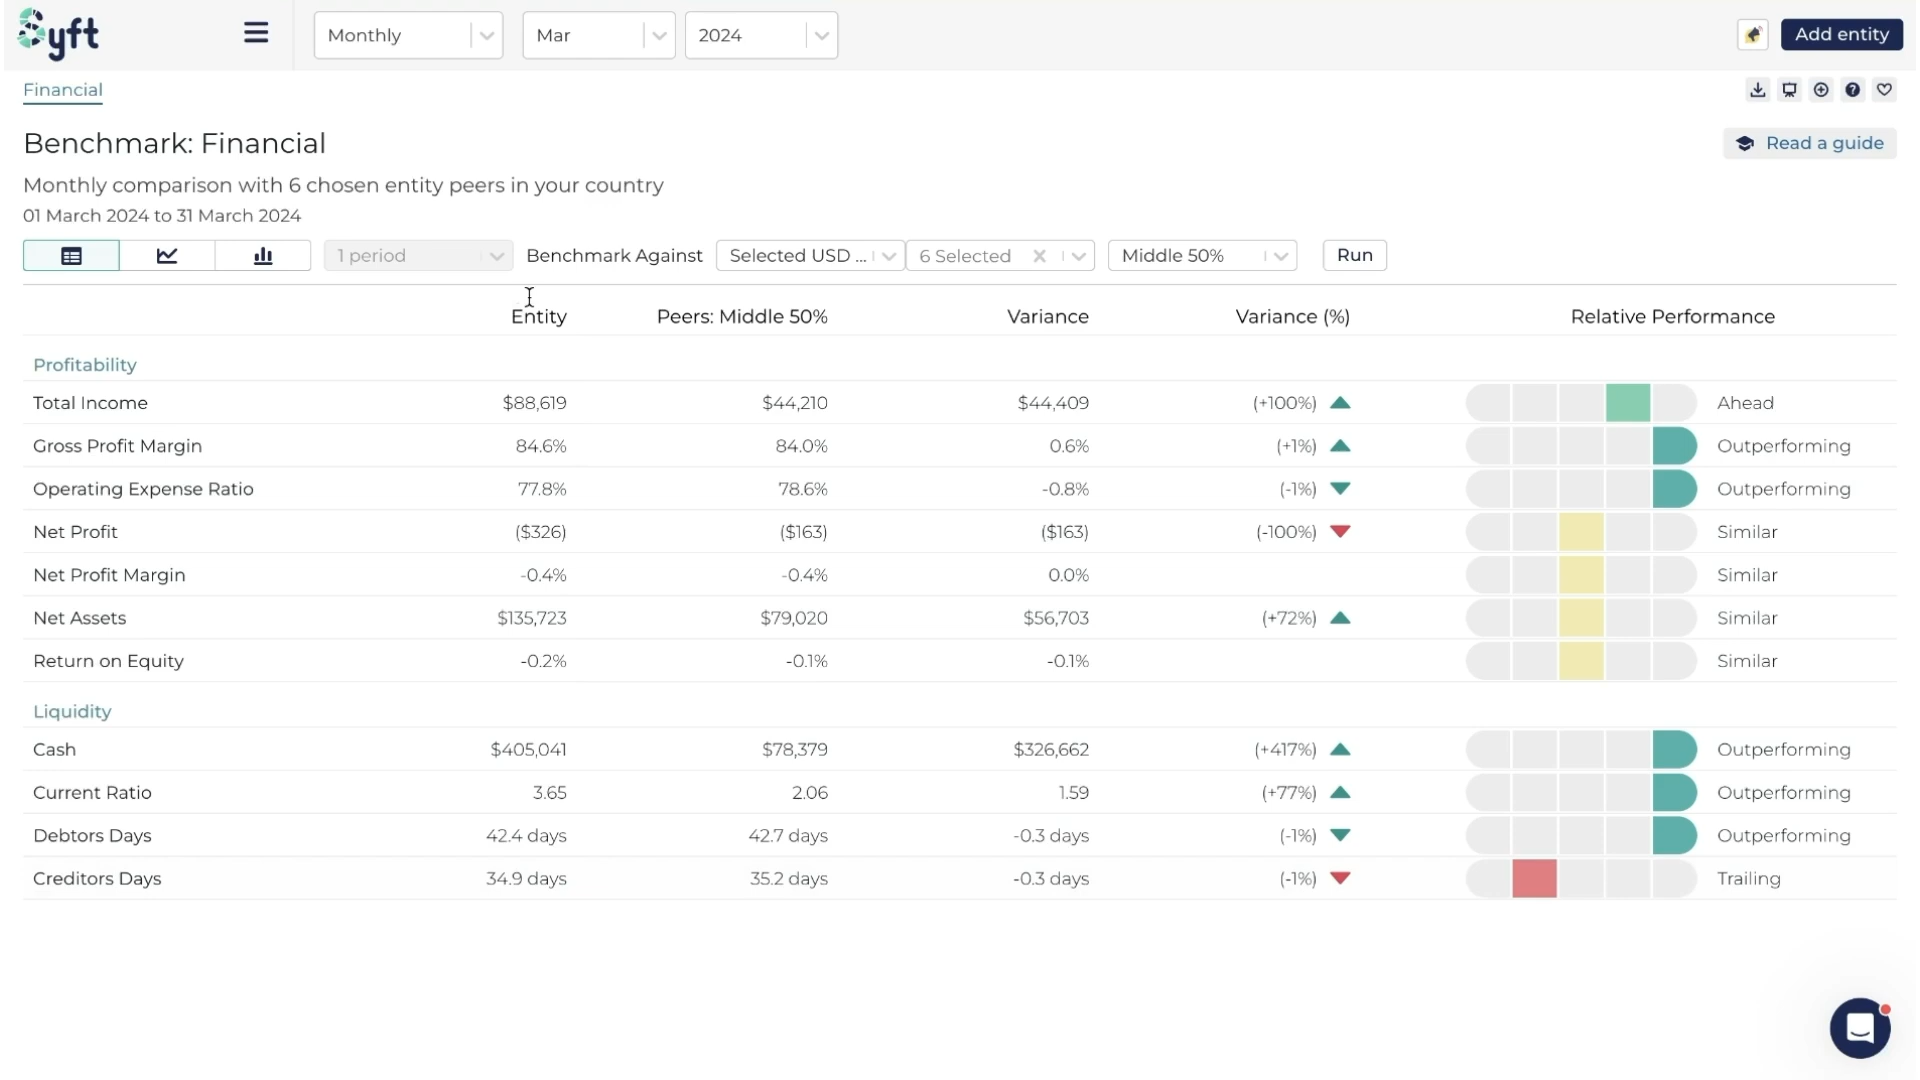 Syft
Monthly
Mar
2024
Add entity
Financial
Benchmark: Financial
Read a guide
Monthly comparison with 6 chosen entity peers in your country
01 March 2024 to 31 March 2024
1 period
Benchmark Against
Selected USD ...
6 Selected
Middle 50%
Run
Entity Peers: Middle 50% Variance Variance (%) Relative Performance
Profitability
Total Income $88,619 $44,210 $44,409 (+100%) Ahead
Gross Profit Margin 84.6% 84.0% 0.6% (+1%) Outperforming
Operating Expense Ratio 77.8% 78.6% -0.8% (-1%) Outperforming
Net Profit ($326) ($163) ($163) (-100%) Similar
Net Profit Margin -0.4% -0.4% 0.0% Similar
Net Assets $135,723 $79,020 $56,703 (+72%) Similar
Return on Equity -0.2% -0.1% -0.1% Similar
Liquidity
Cash $405,041 $78,379 $326,662 (+417%) Outperforming
Current Ratio 3.65 2.06 1.59 (+77%) Outperforming
Debtors Days 42.4 days 42.7 days -0.3 days (-1%) Outperforming
Creditors Days 34.9 days 35.2 days -0.3 days (-1%) Trailing